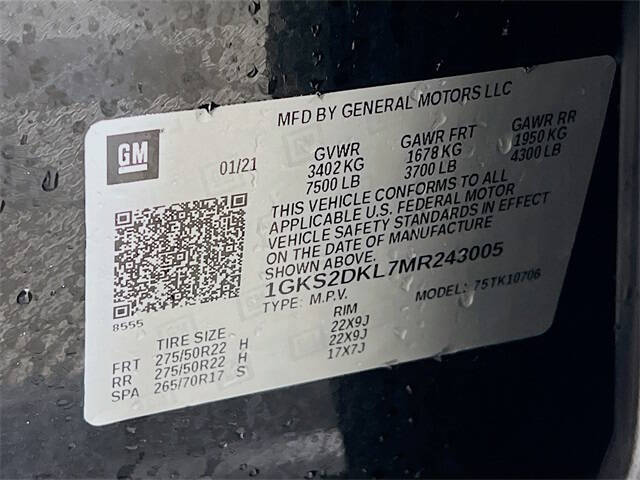 MFD BY GENERAL MOTORS LLC
GM
01/21
GVWR GAWR FRT GAWR RR
3402 KG 1678 KG 1950 KG
7500 LB 3700 LB 4300 LB
THIS VEHICLE CONFORMS TO ALL
APPLICABLE U.S. FEDERAL MOTOR
VEHICLE SAFETY STANDARDS IN EFFECT
ON THE DATE OF MANUFACTURE
SHOWN ABOVE.
1GKS2DKL7MR243005
TYPE: M.P.V. MODEL: 75TK10706
8555
TIRE SIZE RIM
FRT 275/50R22 H 22X9J
RR 275/50R22 H 22X9J
SPA 265/70R17 S 17X7J